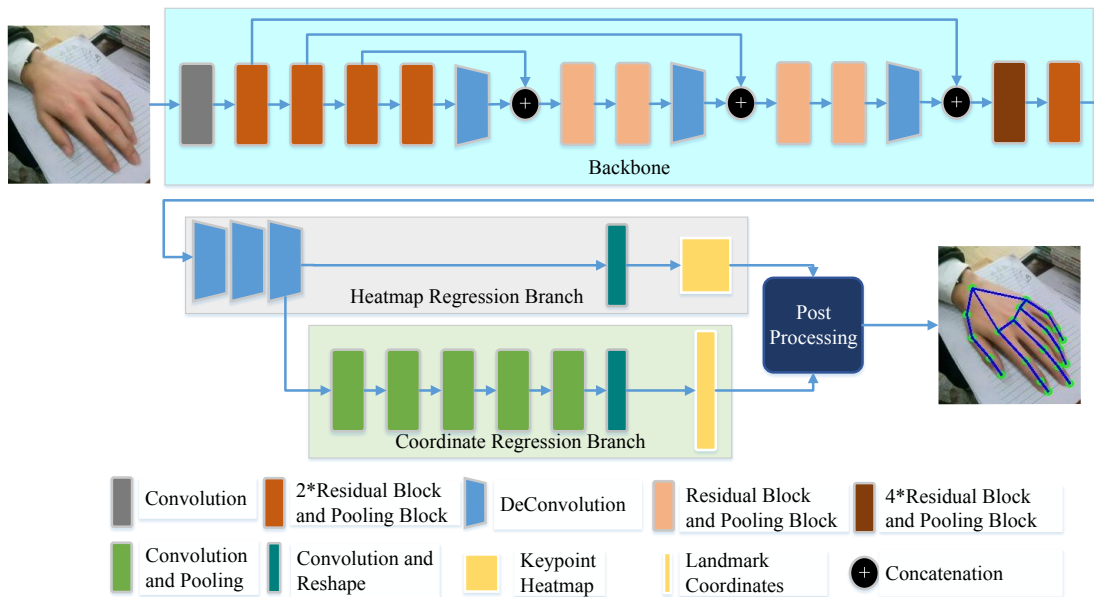 Backbone
Heatmap Regression Branch
Post
Processing
Coordinate Regression Branch
Convolution
2*Residual Block
and Pooling Block
DeConvolution
Residual Block
and Pooling Block
4*Residual Block
and Pooling Block
Convolution
and Pooling
Convolution and
Reshape
Keypoint
Heatmap
Landmark
Coordinates
Concatenation